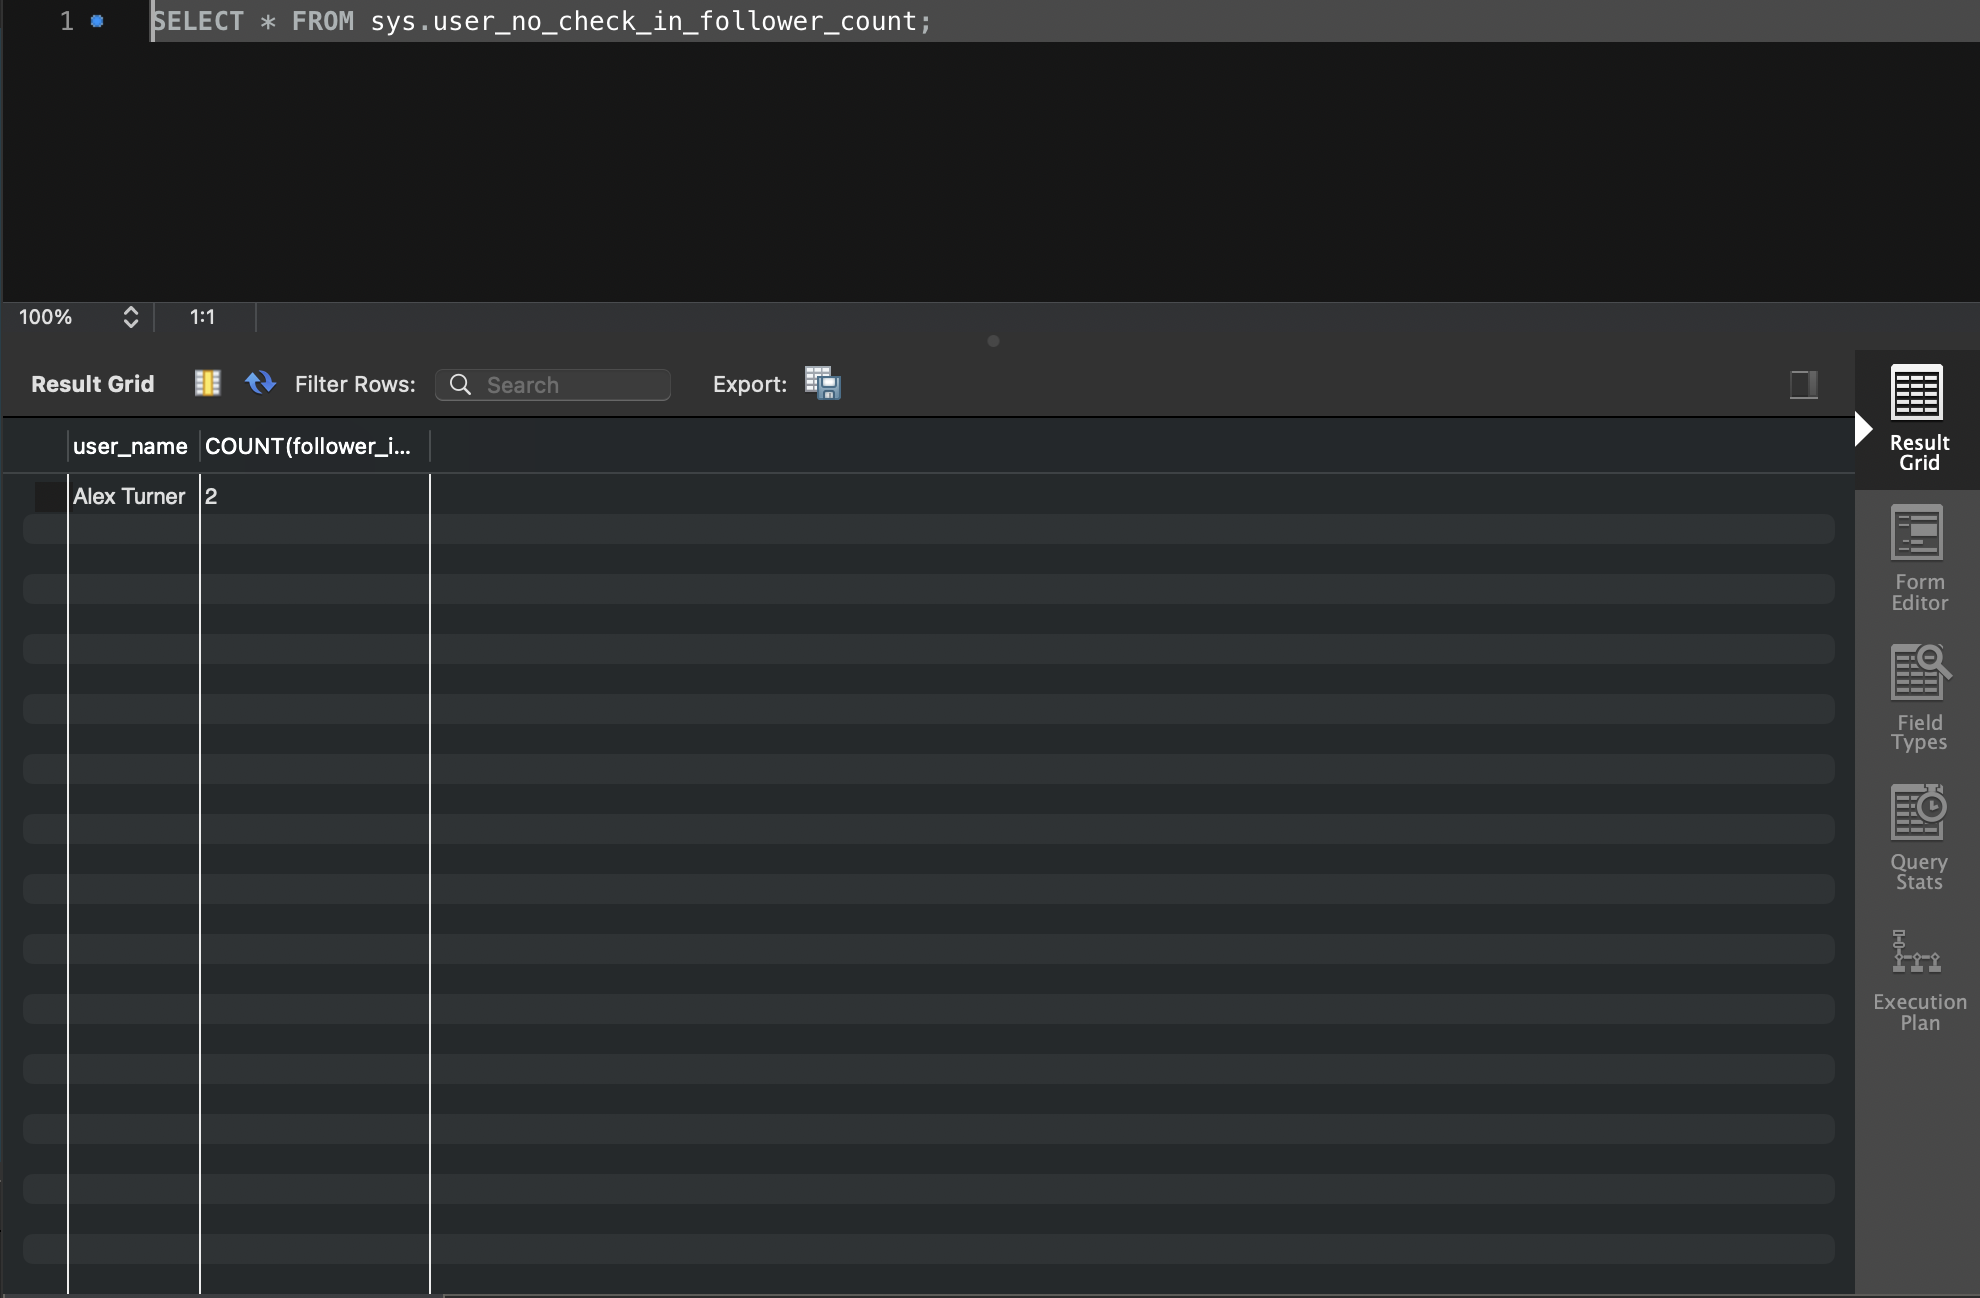 1 SELECT * FROM sys.user_no_check_in_follower_count;
100% 1:1
Result Grid Filter Rows: Search Export:
user_name COUNT(follower_i...
Alex Turner 2
Result
Grid
Form
Editor
Field
Types
Query
Stats
Execution
Plan